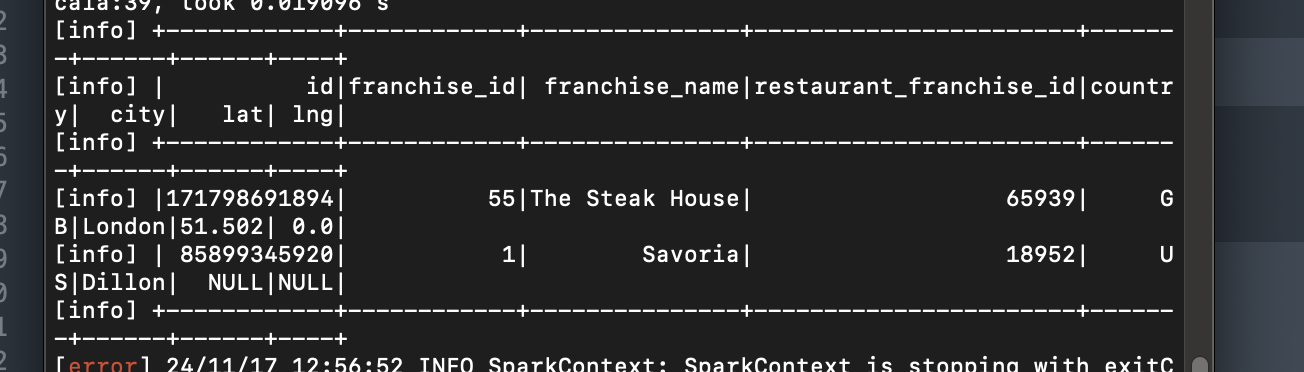 cala:39, took 0.019096 s
[info] +------------+------------+---------------+-----------------------+------
-+------+------+----+
[info] |          id|franchise_id| franchise_name|restaurant_franchise_id|countr
y|  city|   lat| lng|
[info] +------------+------------+---------------+-----------------------+------
-+------+------+----+
[info] |171798691894|          55|The Steak House|                  65939|     G
B|London|51.502| 0.0|
[info] | 85899345920|           1|        Savoria|                  18952|     U
S|Dillon|  NULL|NULL|
[info] +------------+------------+---------------+-----------------------+------
-+------+------+----+
[error] 24/11/17 12:56:52 INFO SparkContext: SparkContext is stopping with exitC